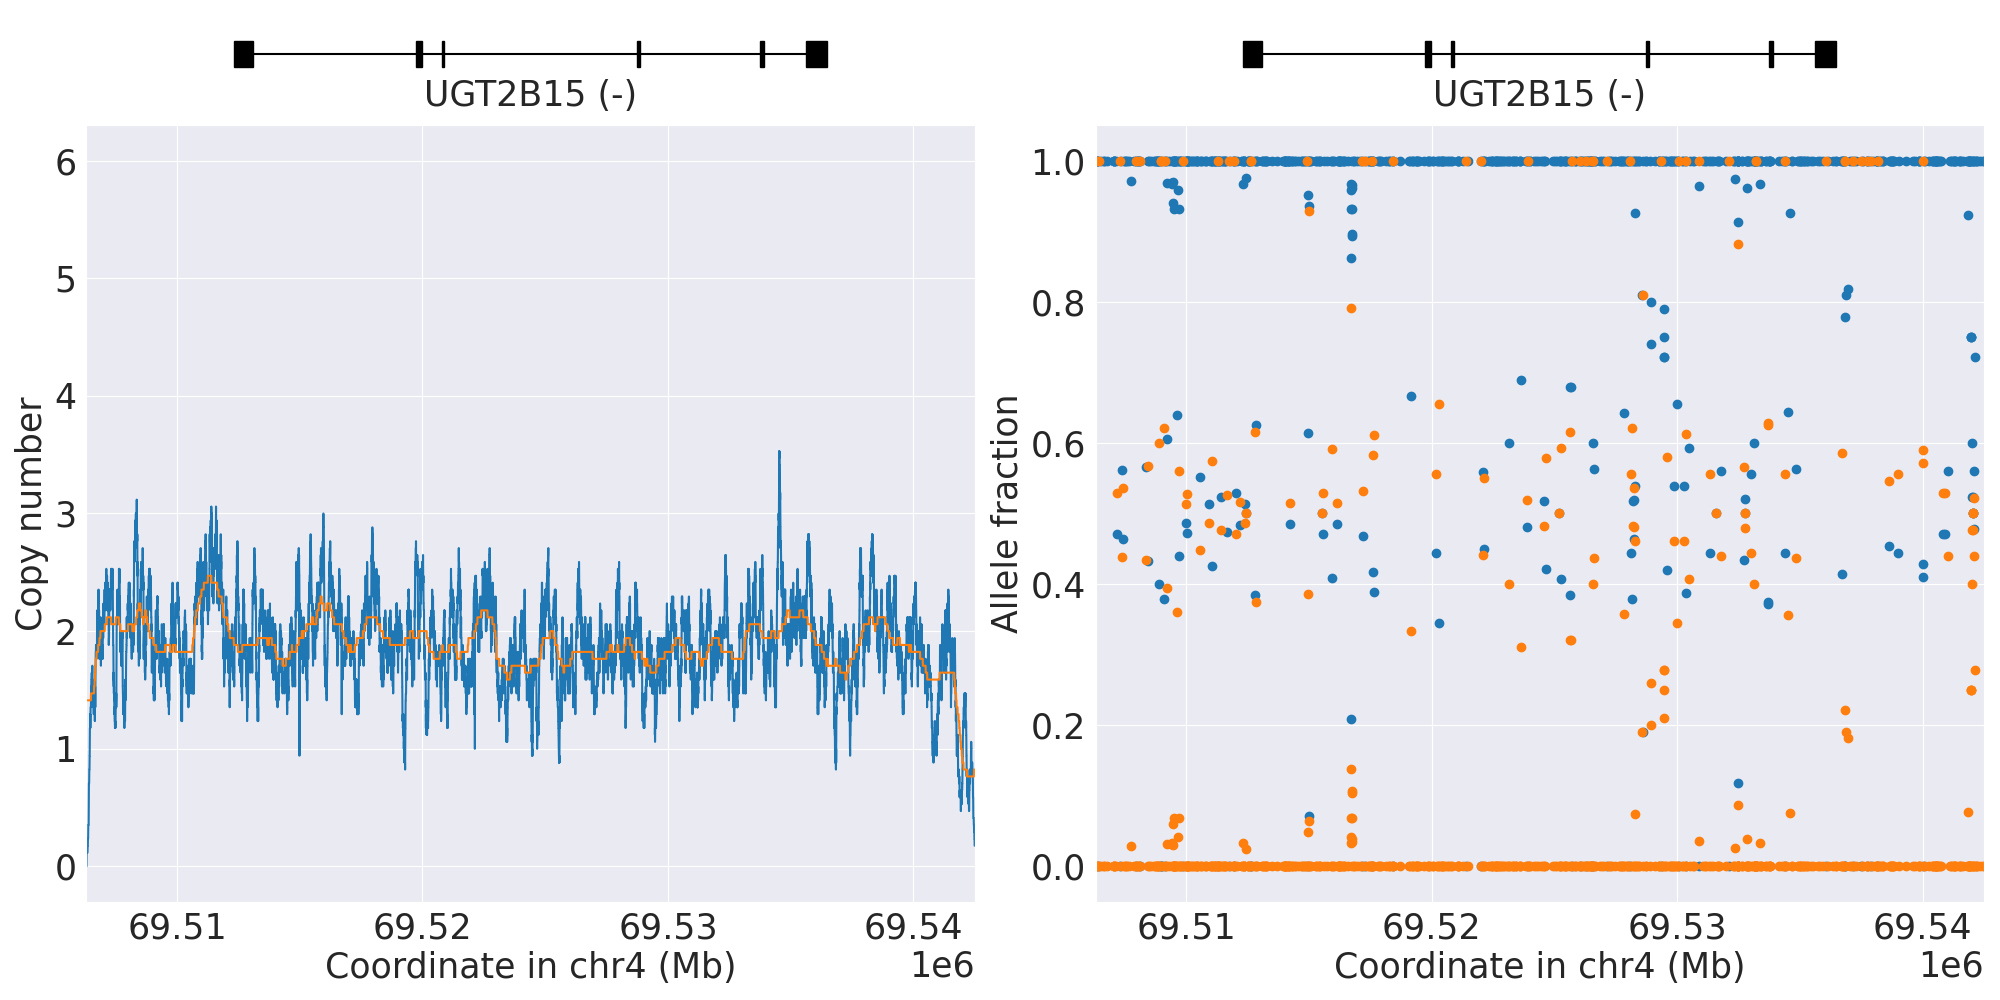 UGT2B15 (-)
6
5
4
3
2
1
0
Copy number
69.51 69.52 69.53 69.54
Coordinate in chr4 (Mb)
1e6
UGT2B15 (-)
1.0
0.8
0.6
0.4
0.2
0.0
Allele fraction
69.51 69.52 69.53 69.54
Coordinate in chr4 (Mb)
1e6